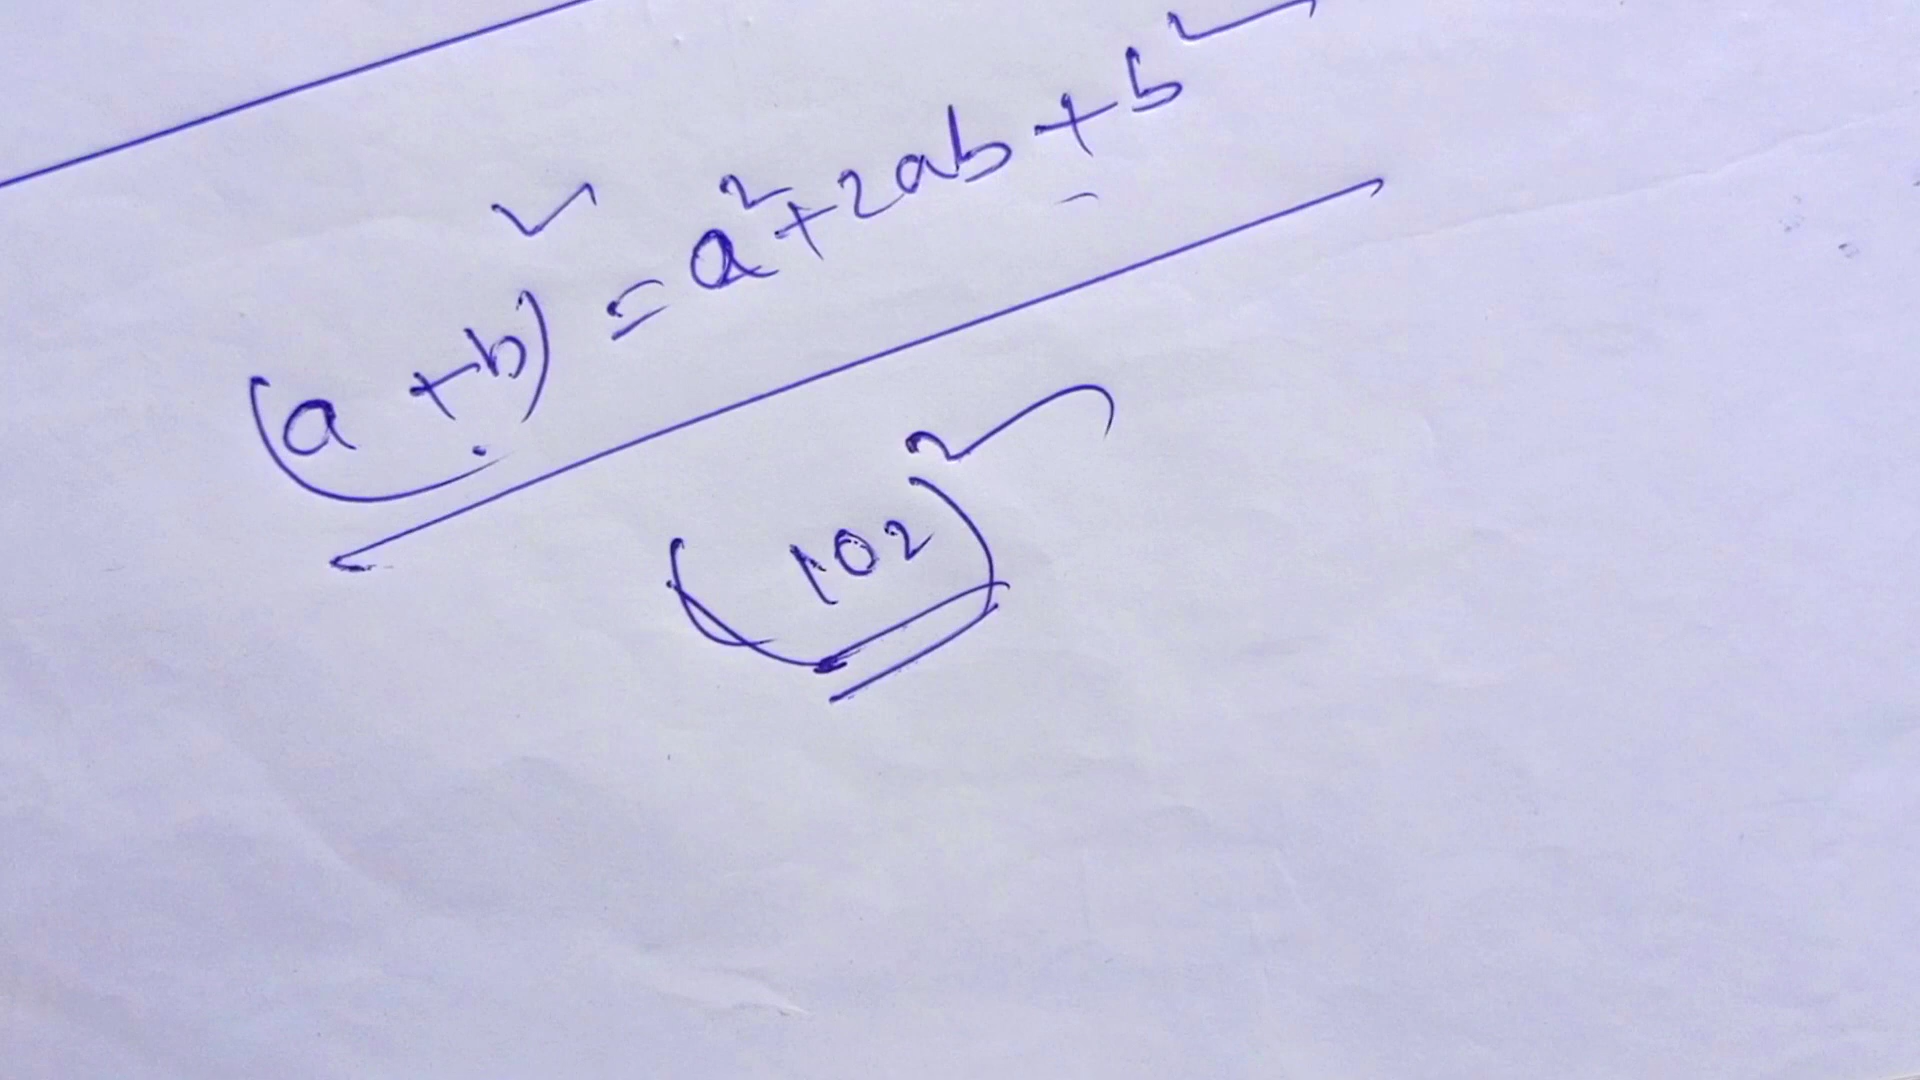 (a + b)² = a² + 2ab + b²
(102)²